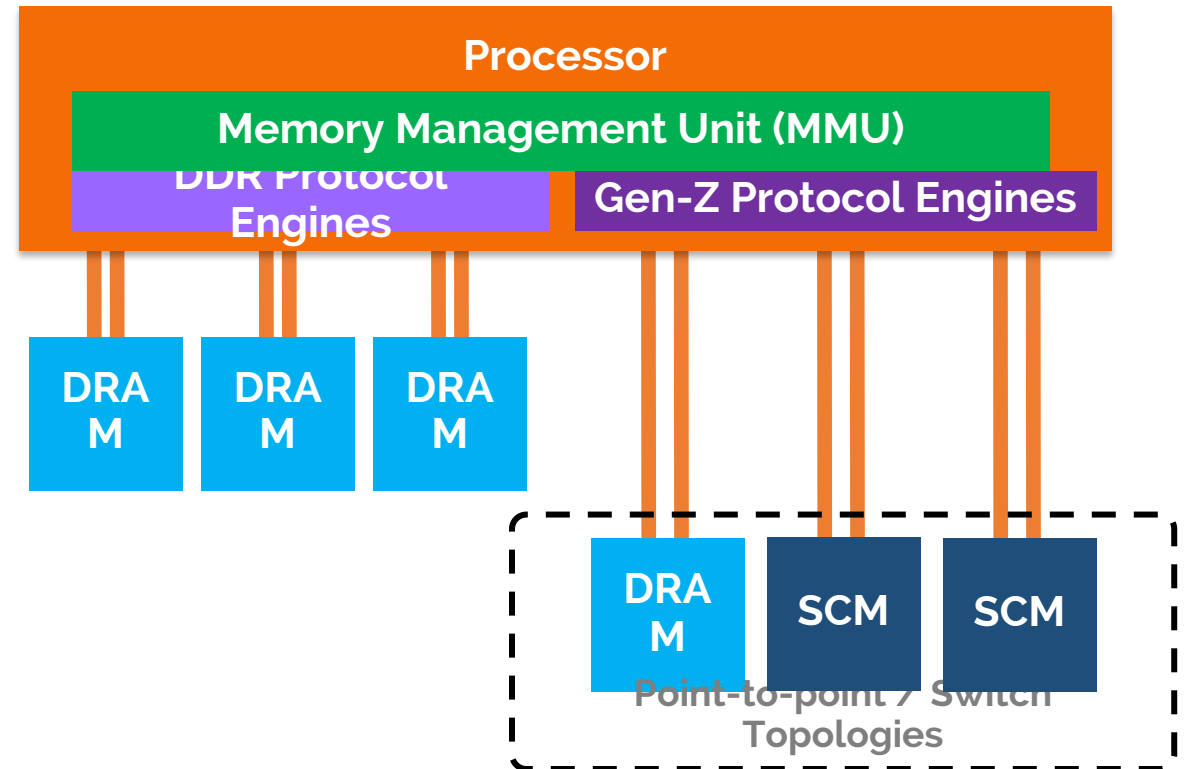 Processor
Memory Management Unit (MMU)
DDR Protocol
Engines
Gen-Z Protocol Engines
DRA
M
DRA
M
DRA
M
DRA
M
SCM
SCM
Point-to-point / Switch
Topologies